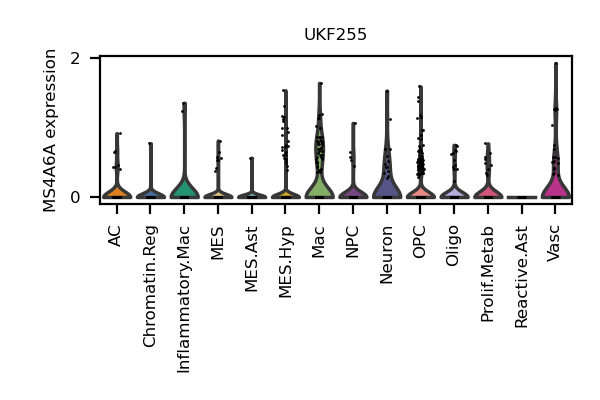 UKF255
MS4A6A expression
2
0
AC
Chromatin.Reg
Inflammatory.Mac
MES
MES.Ast
MES.Hyp
Mac
NPC
Neuron
OPC
Oligo
Prolif.Metab
Reactive.Ast
Vasc